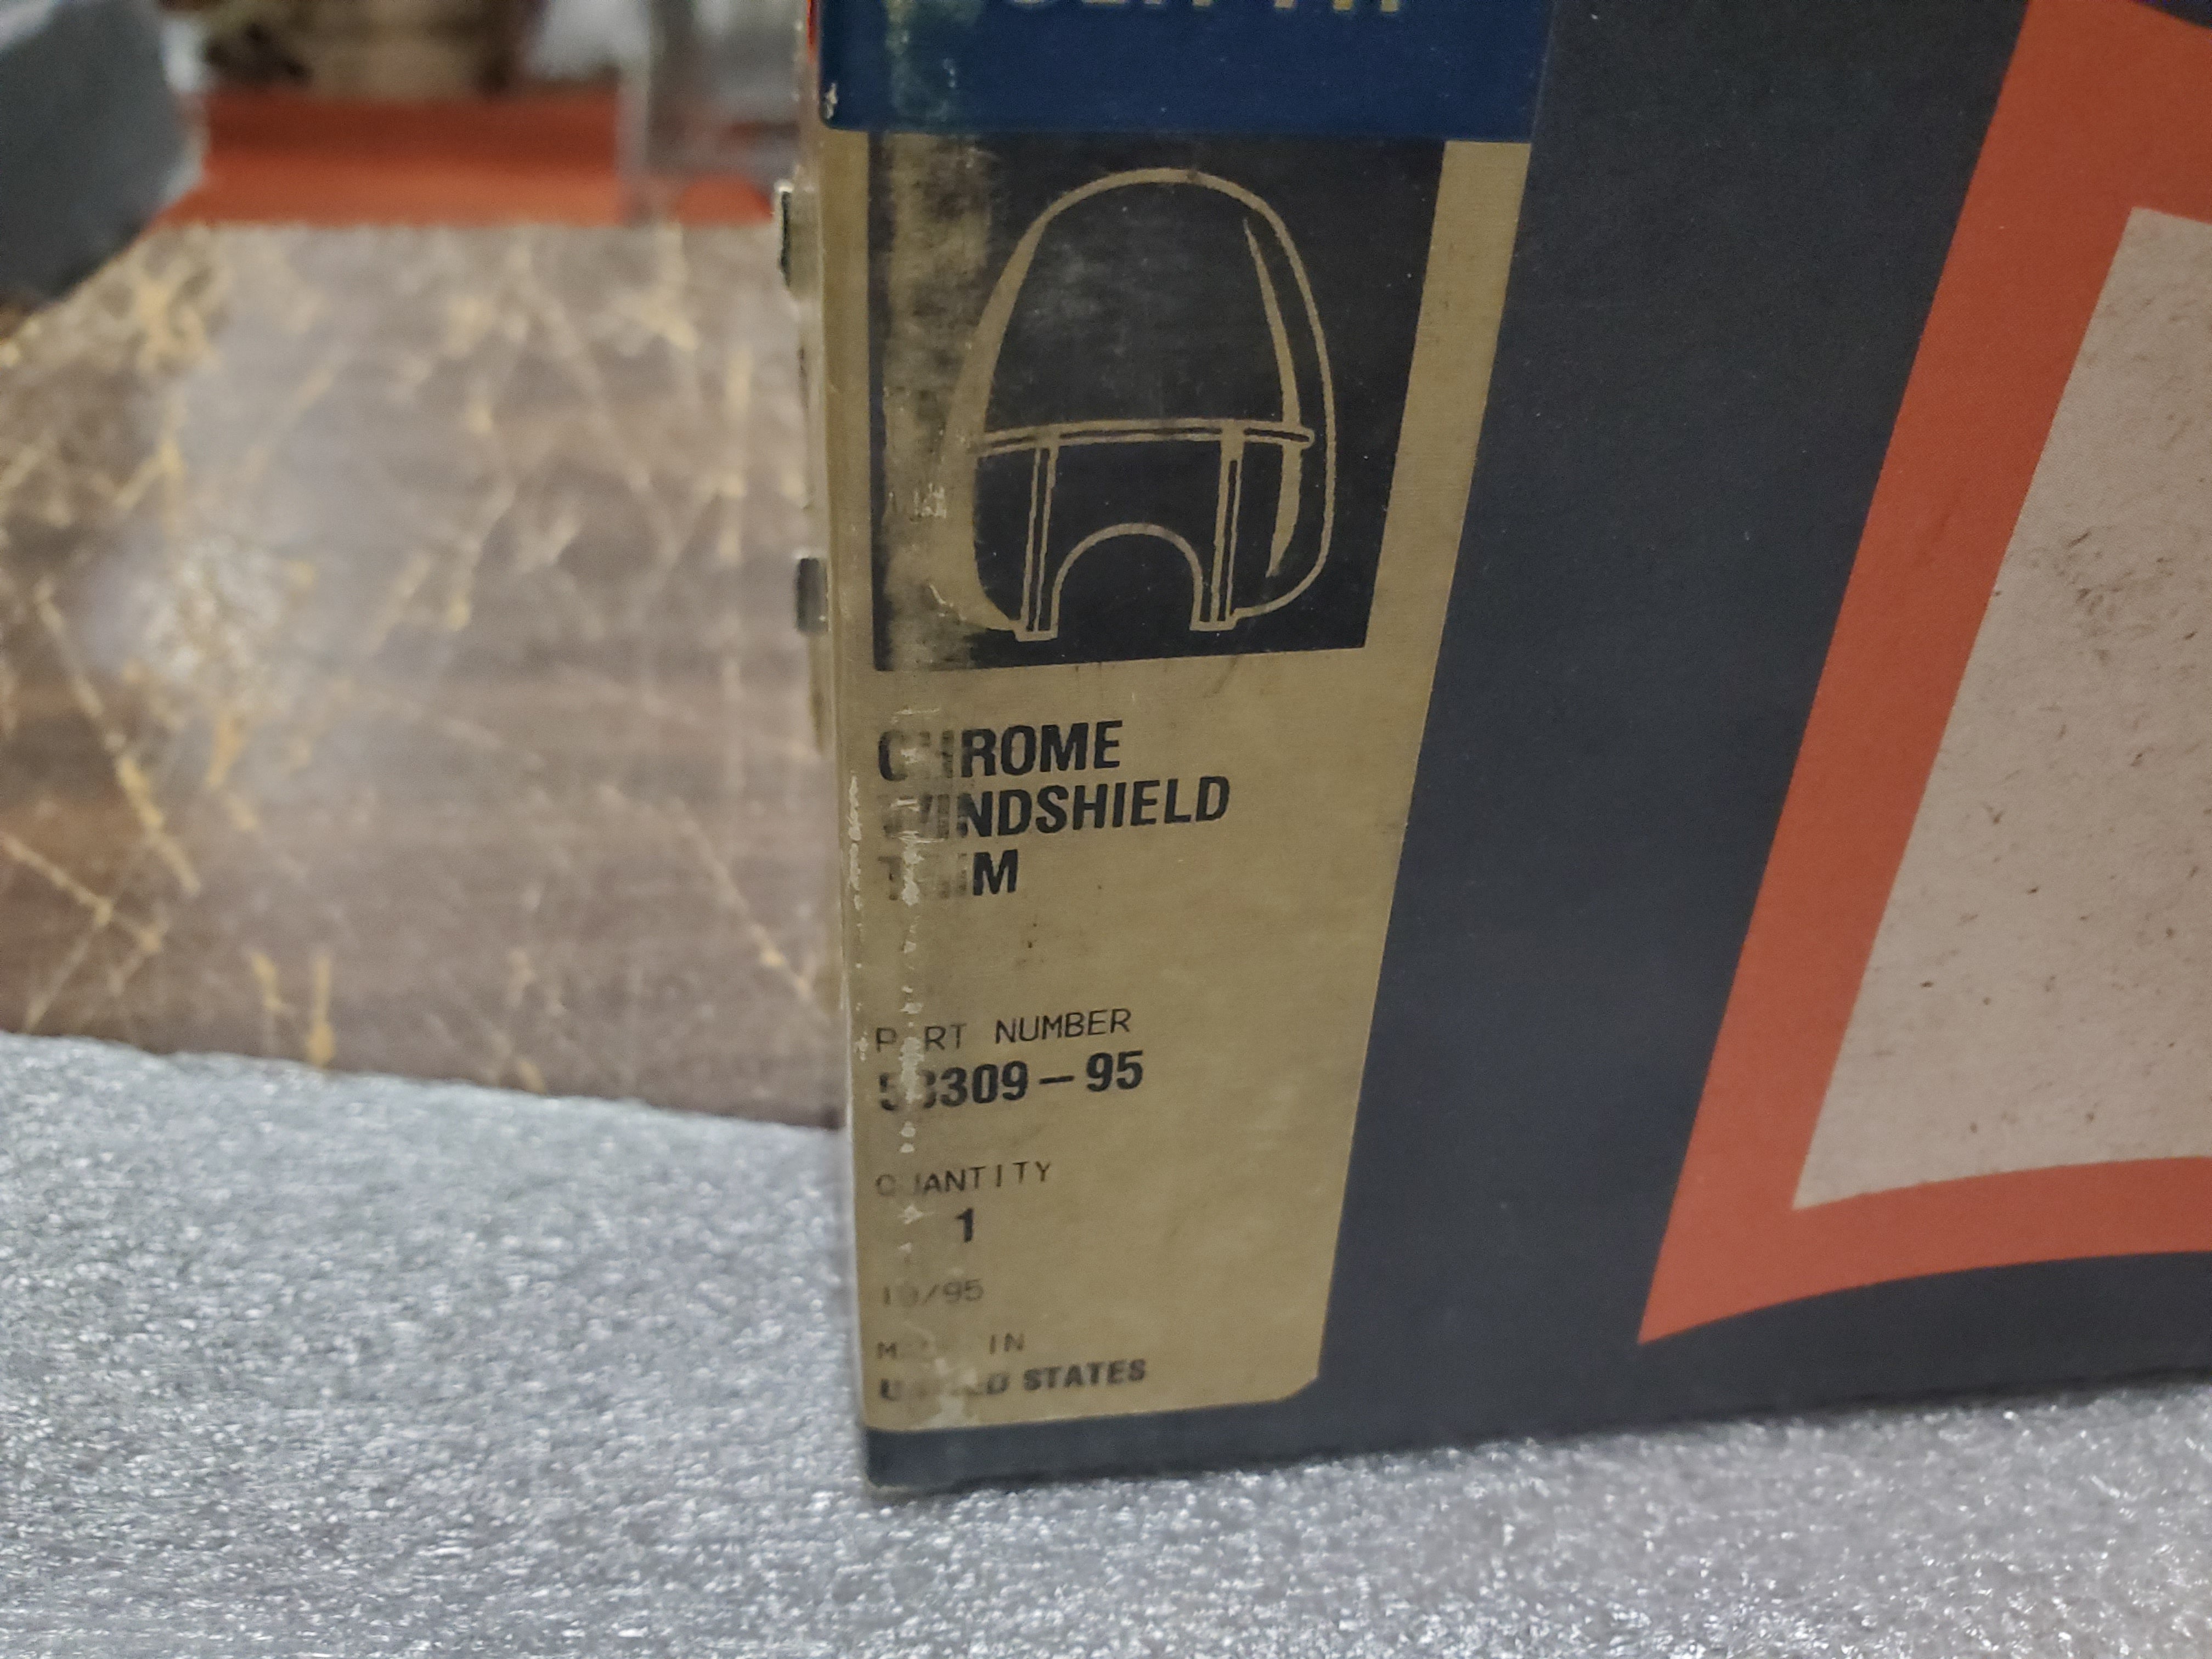 CHROME
WINDSHIELD
TRIM
PART NUMBER
58309-95
QUANTITY
1
10/95
MADE IN
UNITED STATES